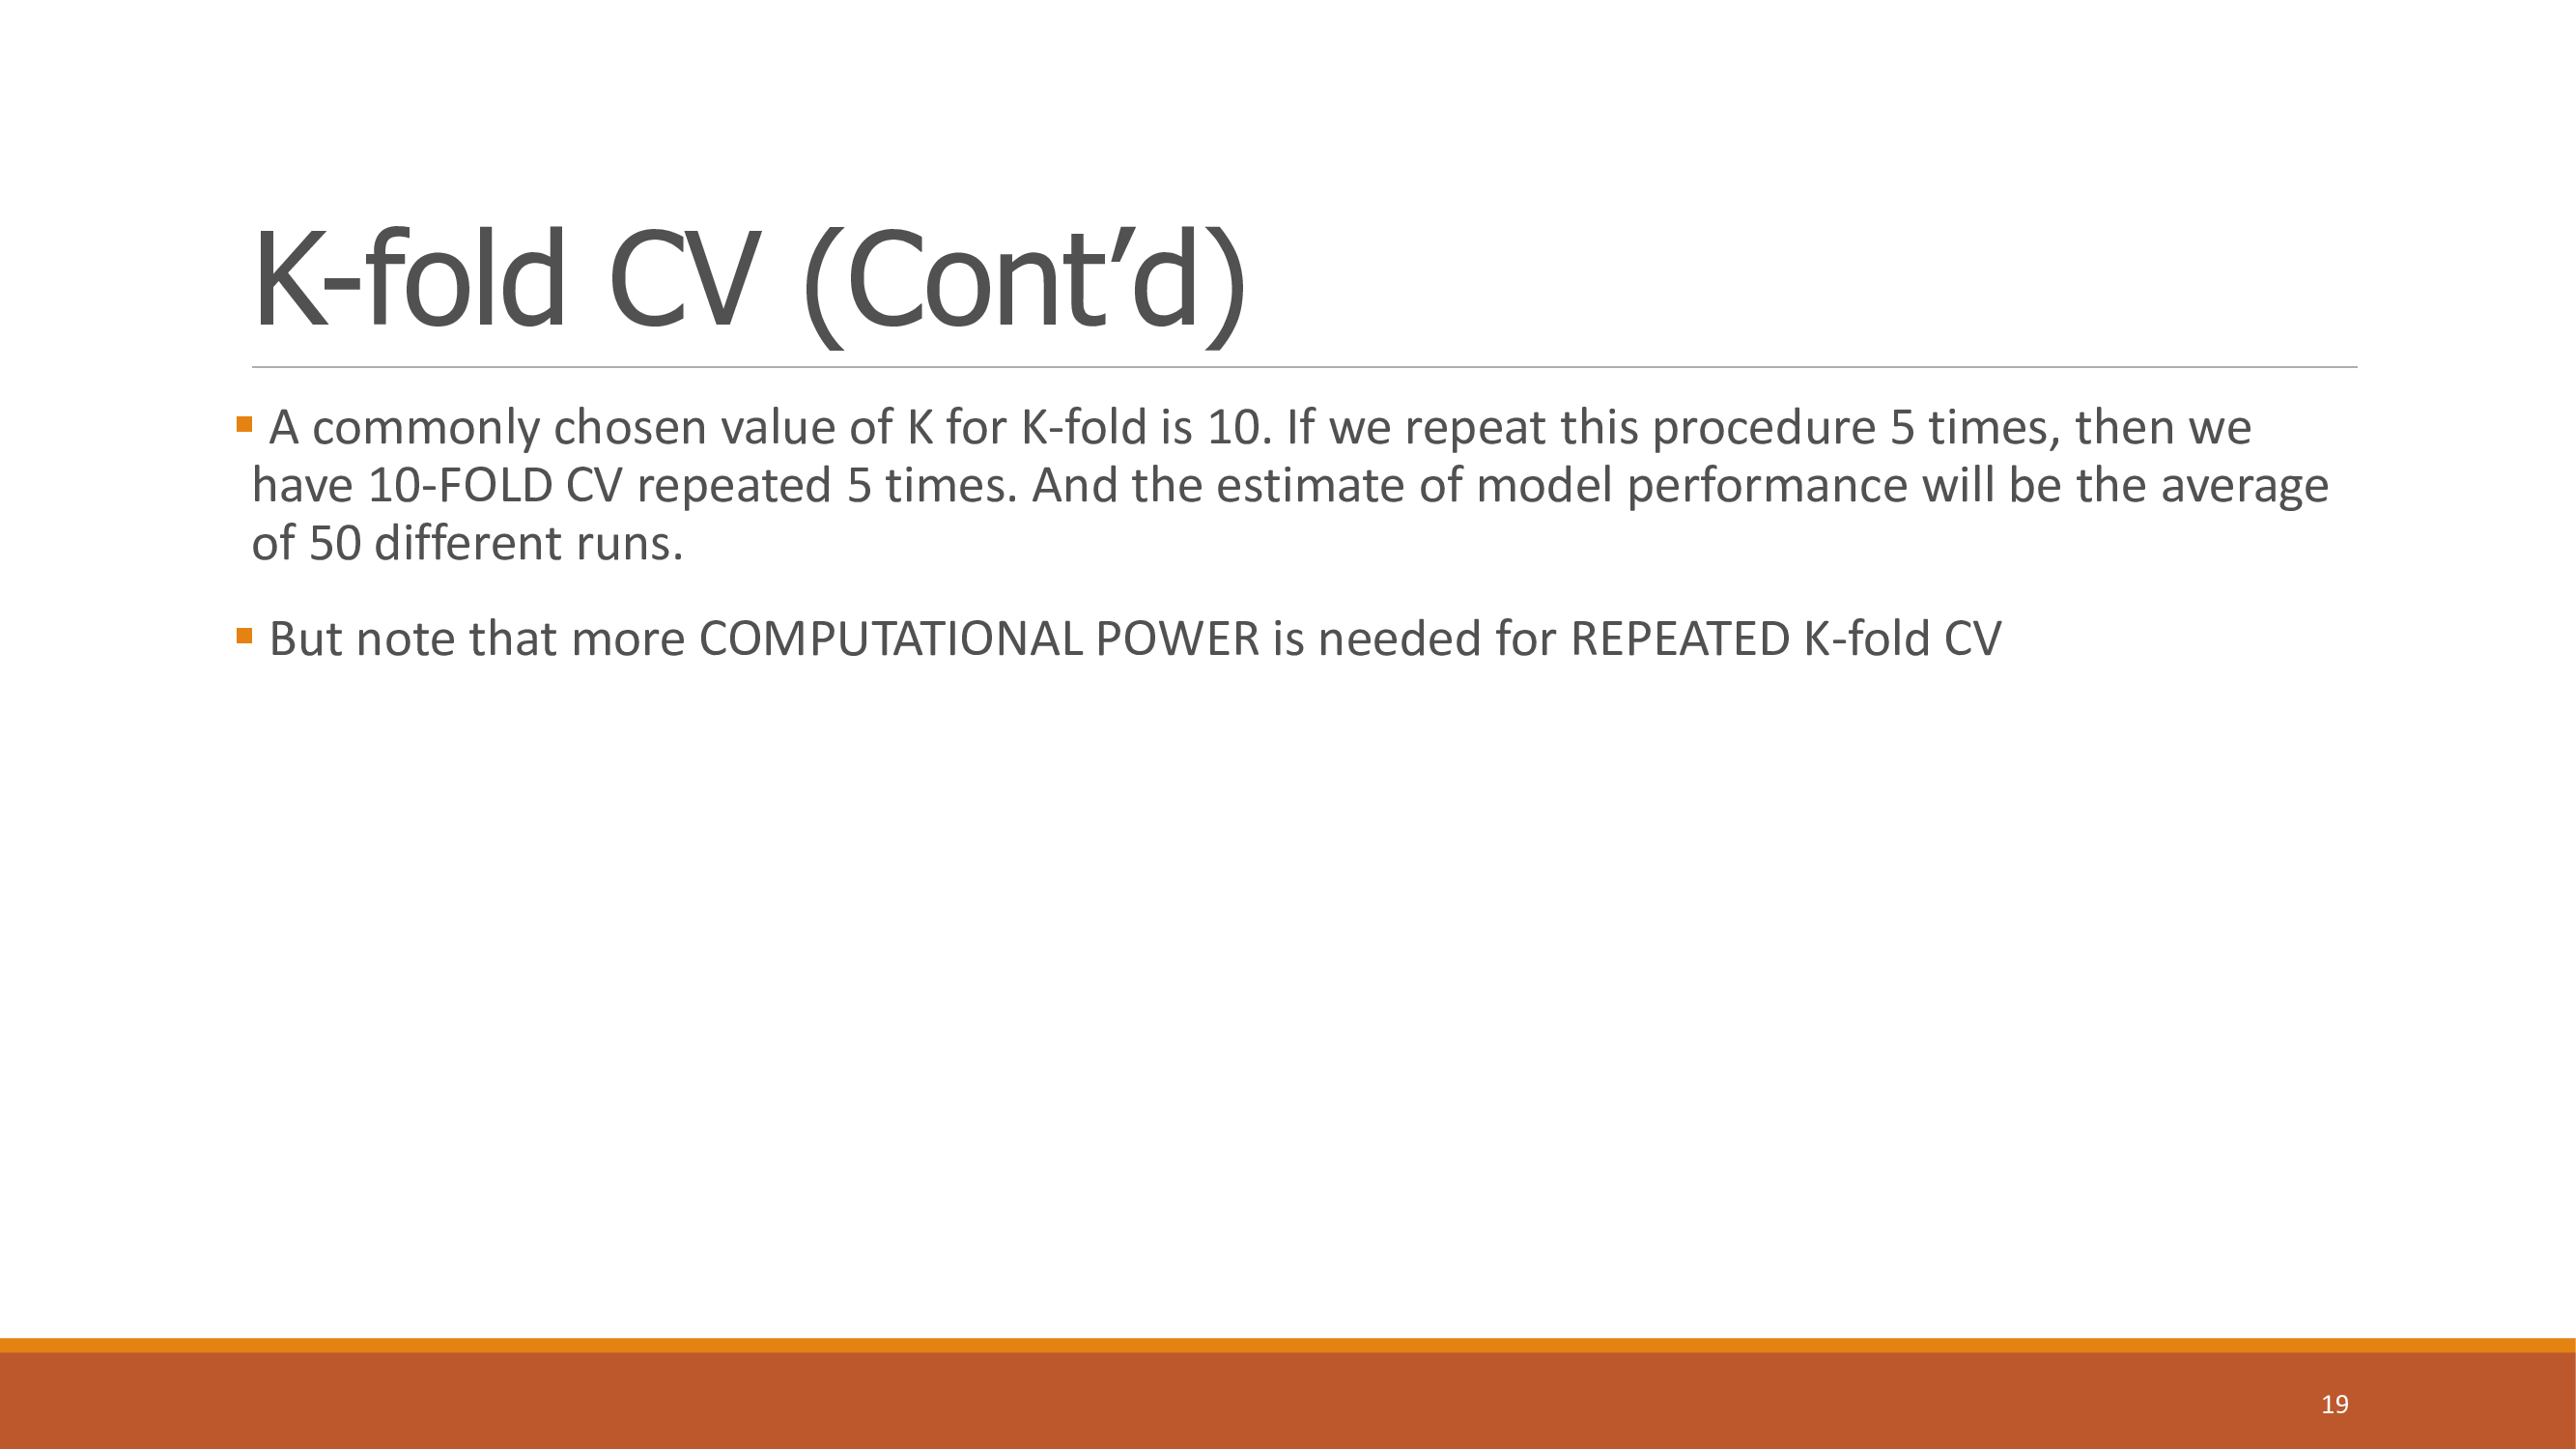 K-fold CV (Cont’d)
▪ A commonly chosen value of K for K-fold is 10. If we repeat this procedure 5 times, then we
have 10-FOLD CV repeated 5 times. And the estimate of model performance will be the average
of 50 different runs.
▪ But note that more COMPUTATIONAL POWER is needed for REPEATED K-fold CV
19